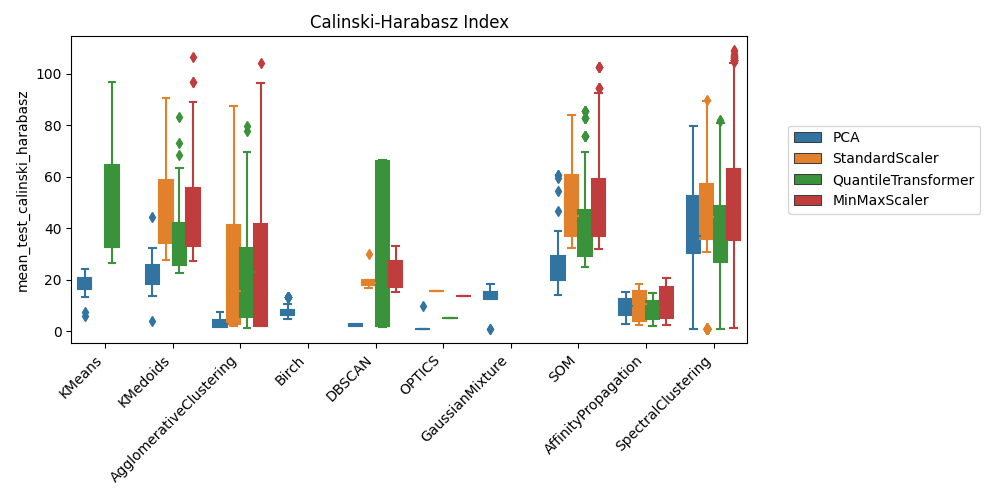 Calinski-Harabasz Index
mean_test_calinski_harabasz
100
80
60
40
20
0
KMeans
KMedoids
AgglomerativeClustering
Birch
DBSCAN
OPTICS
GaussianMixture
SOM
AffinityPropagation
SpectralClustering
PCA
StandardScaler
QuantileTransformer
MinMaxScaler